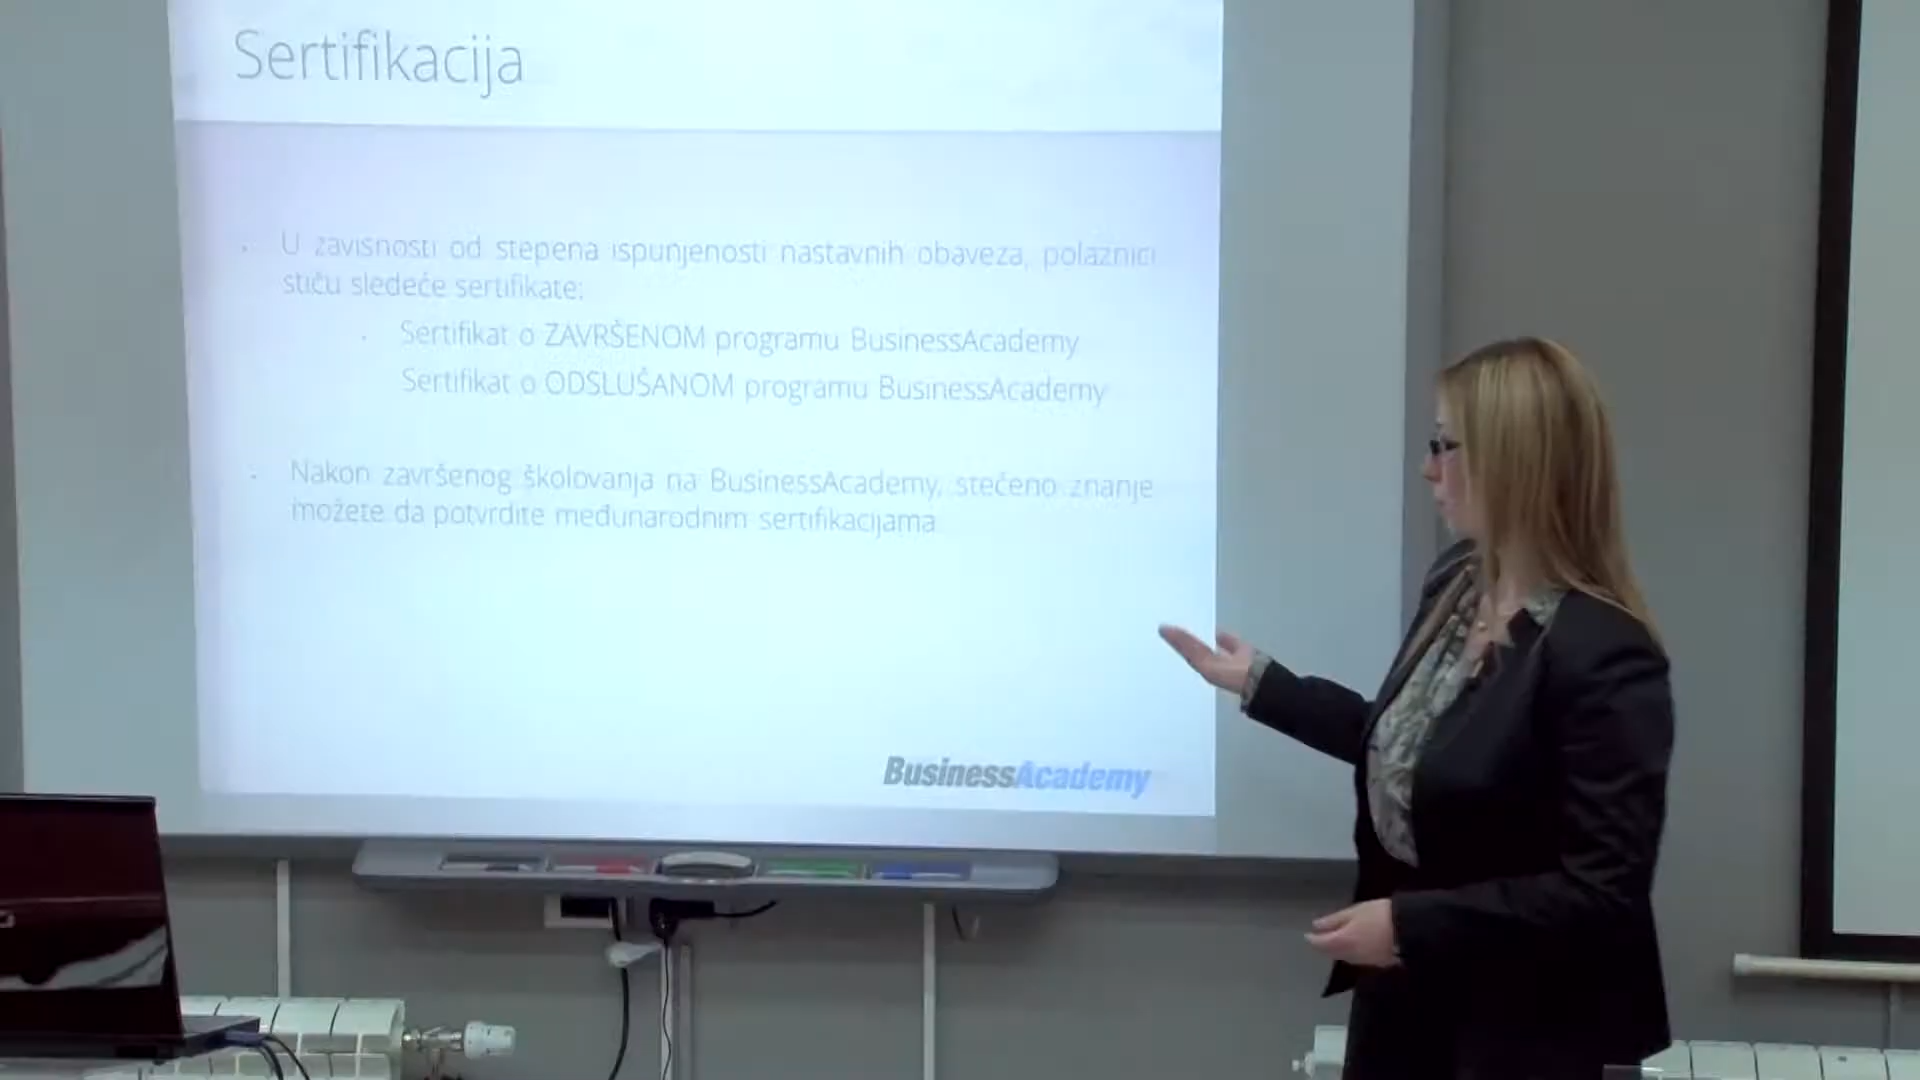 Sertifikacija
U zavisnosti od stepena ispunjenosti nastavnih obaveza, polaznici
stiču sledeće sertifikate:
Sertifikat o ZAVRŠENOM programu BusinessAcademy
Sertifikat o ODSLUŠANOM programu BusinessAcademy
Nakon završenog školovanja na BusinessAcademy, stečeno znanje
možete da potvrdite međunarodnim sertifikacijama
BusinessAcademy